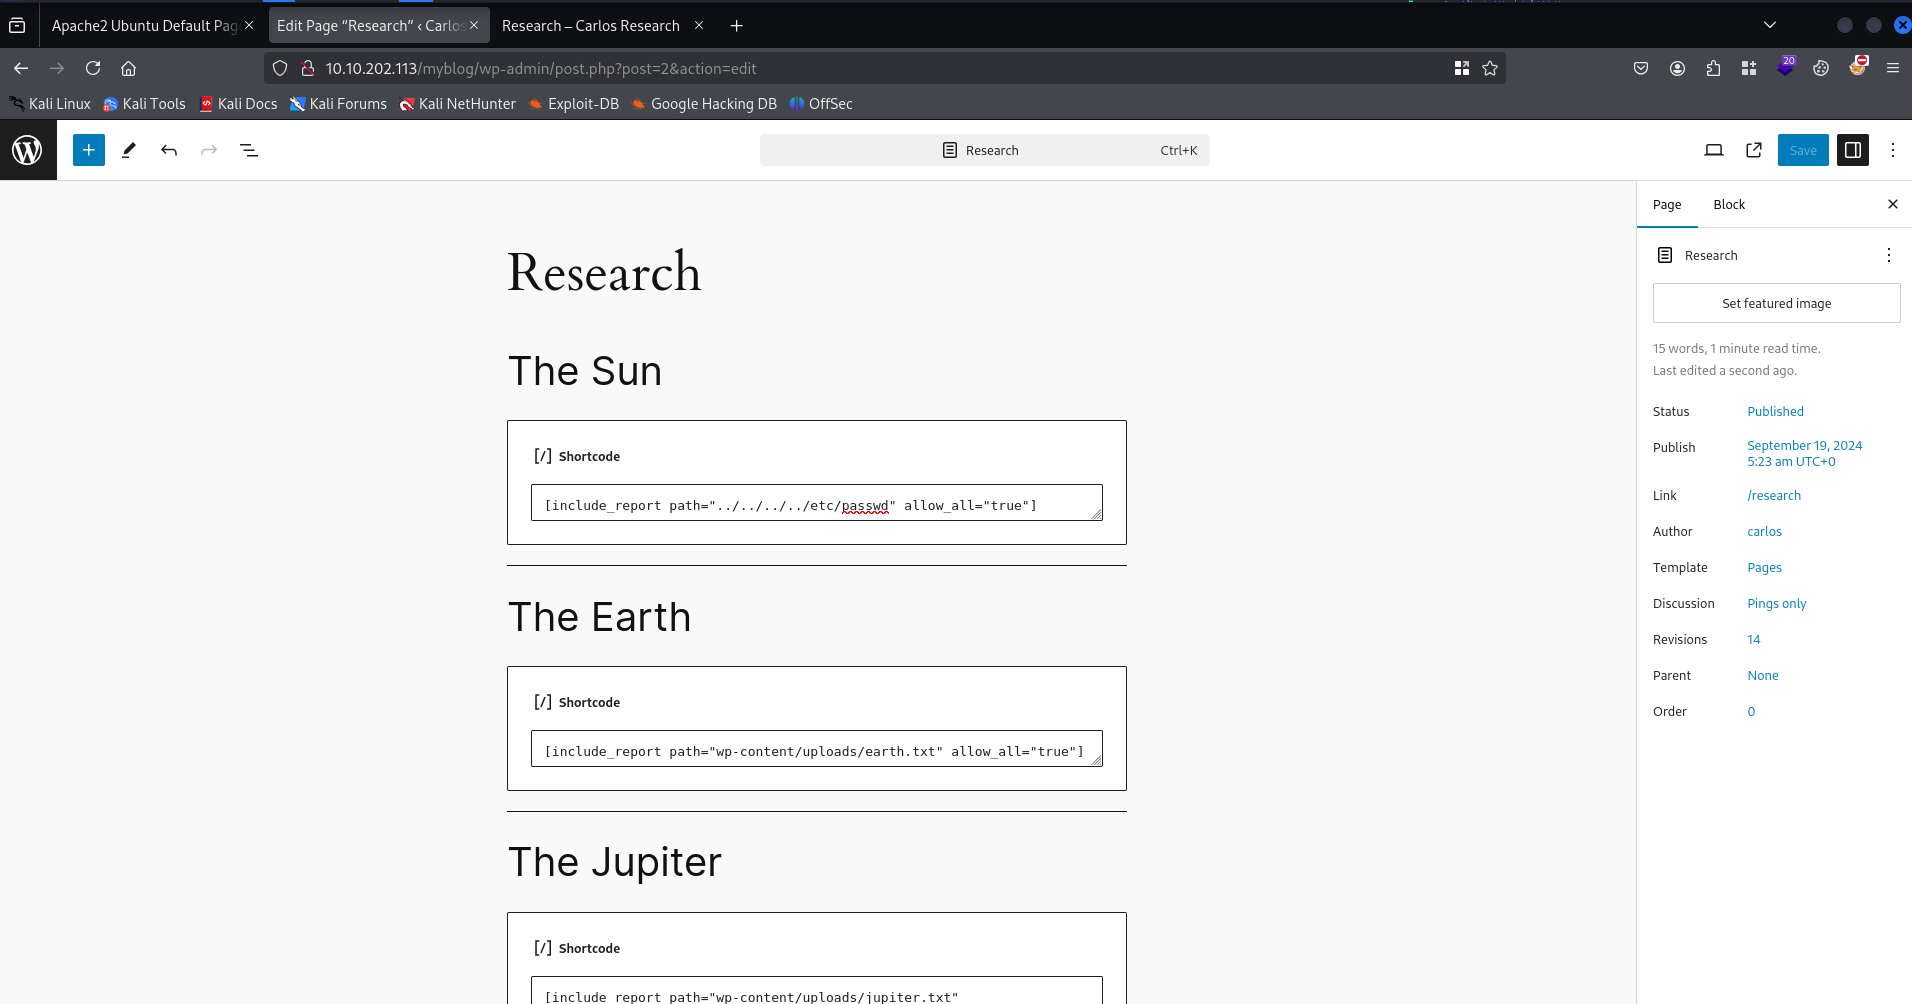 Apache2 Ubuntu Default Pag
Edit Page “Research” ‹ Carlos
Research – Carlos Research
10.10.202.113/myblog/wp-admin/post.php?post=2&action=edit
20
Kali Linux
Kali Tools
Kali Docs
Kali Forums
Kali NetHunter
Exploit-DB
Google Hacking DB
OffSec
Research
Ctrl+K
Save
Page
Block
Research
Research
Set featured image
15 words, 1 minute read time.
Last edited a second ago.
The Sun
Status
Published
Publish
September 19, 2024
5:23 am UTC+0
[/] Shortcode
[include_report path="../../../../etc/passwd" allow_all="true"]
Link
/research
Author
carlos
Template
Pages
The Earth
Discussion
Pings only
Revisions
14
Parent
None
[/] Shortcode
Order
0
[include_report path="wp-content/uploads/earth.txt" allow_all="true"]
The Jupiter
[/] Shortcode
[include_report path="wp-content/uploads/jupiter.txt"